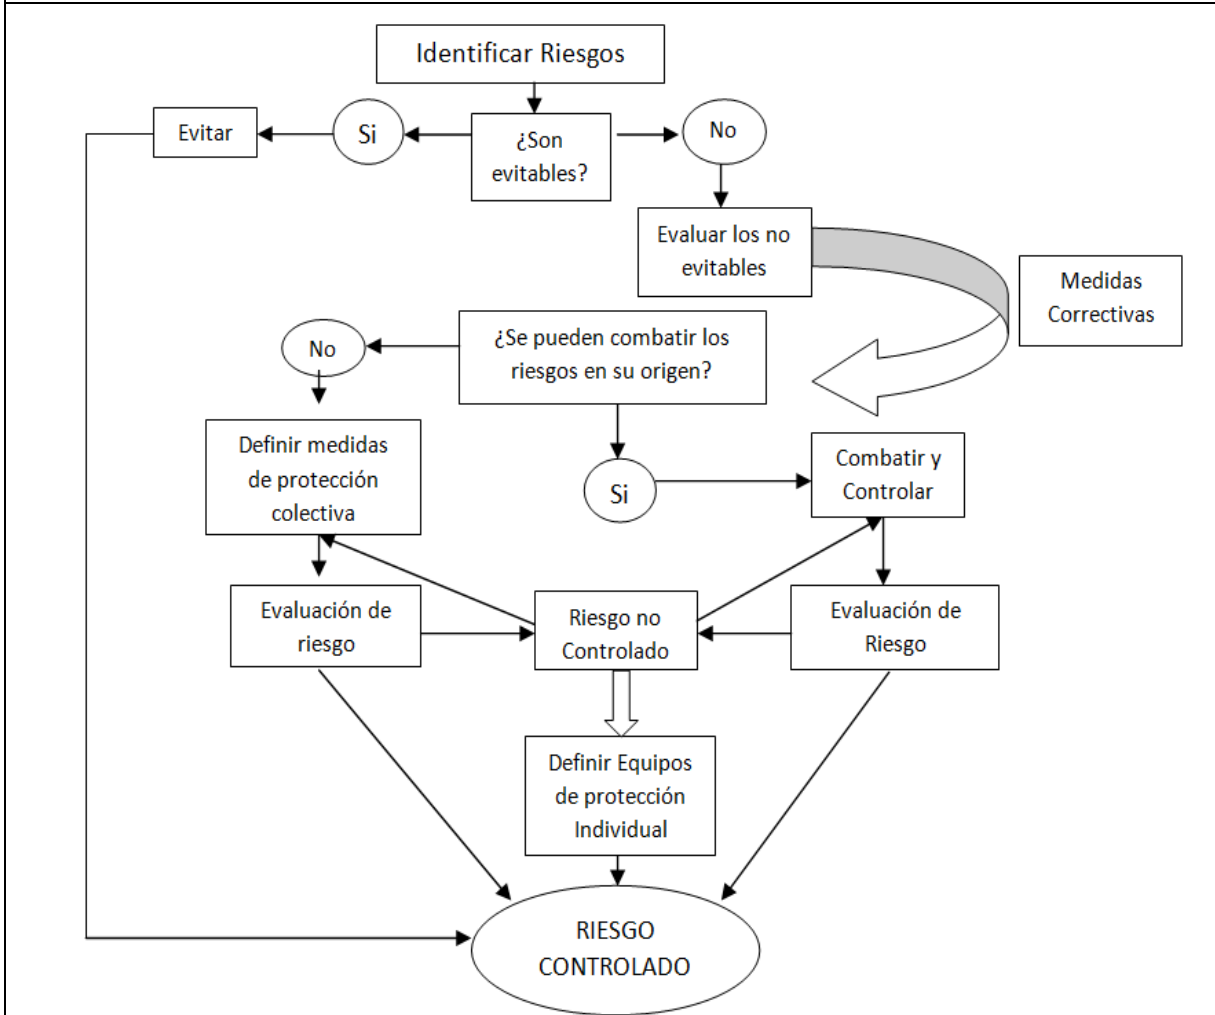 Identificar Riesgos
Evitar
Si
¿Son
evitables?
No
Evaluar los no
evitables
Medidas
Correctivas
¿Se pueden combatir los
riesgos en su origen?
No
Definir medidas
de protección
colectiva
Si
Combatir y
Controlar
Evaluación de
riesgo
Riesgo no
Controlado
Evaluación de
Riesgo
Definir Equipos
de protección
Individual
RIESGO
CONTROLADO